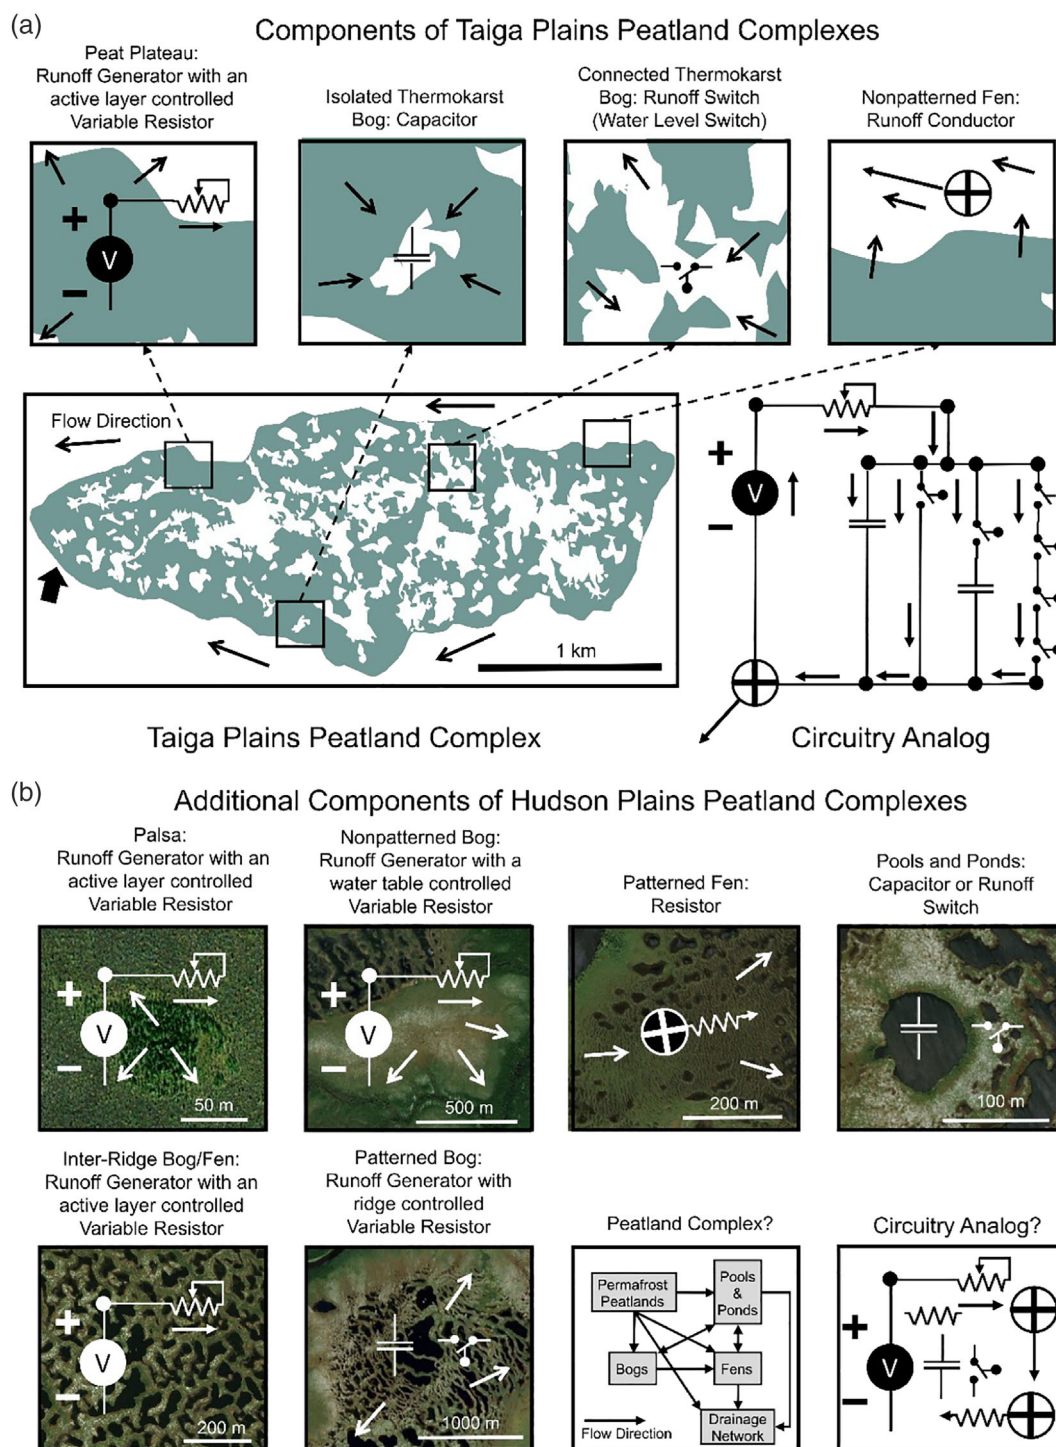 (a)
Components of Taiga Plains Peatland Complexes
Peat Plateau:
Runoff Generator with an
active layer controlled
Variable Resistor
Isolated Thermokarst
Bog: Capacitor
Connected Thermokarst
Bog: Runoff Switch
(Water Level Switch)
Nonpatterned Fen:
Runoff Conductor
+
V
−
Flow Direction
1 km
+
V
−
Taiga Plains Peatland Complex
Circuitry Analog
(b)
Additional Components of Hudson Plains Peatland Complexes
Palsa:
Runoff Generator with an
active layer controlled
Variable Resistor
Nonpatterned Bog:
Runoff Generator with a
water table controlled
Variable Resistor
Patterned Fen:
Resistor
Pools and Ponds:
Capacitor or Runoff
Switch
+
V
−
50 m
+
V
−
500 m
200 m
100 m
Inter-Ridge Bog/Fen:
Runoff Generator with an
active layer controlled
Variable Resistor
Patterned Bog:
Runoff Generator with
ridge controlled
Variable Resistor
Peatland Complex?
Circuitry Analog?
+
V
−
200 m
1000 m
Permafrost
Peatlands
Pools
&
Ponds
Bogs
Fens
Drainage
Network
Flow Direction
+
V
−